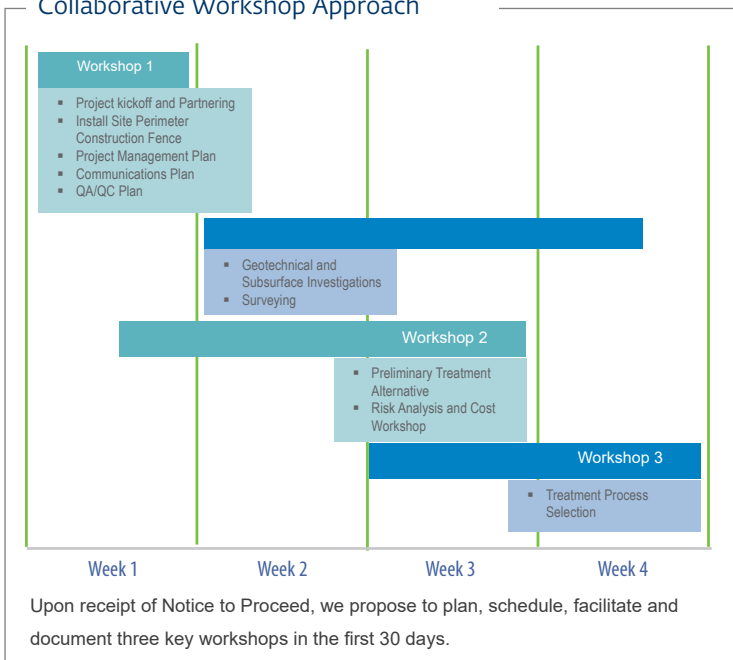 Collaborative Workshop Approach
Workshop 1
▪ Project kickoff and Partnering
▪ Install Site Perimeter
Construction Fence
▪ Project Management Plan
▪ Communications Plan
▪ QA/QC Plan
▪ Geotechnical and
Subsurface Investigations
▪ Surveying
Workshop 2
▪ Preliminary Treatment
Alternative
▪ Risk Analysis and Cost
Workshop
Workshop 3
▪ Treatment Process
Selection
Week 1 Week 2 Week 3 Week 4
Upon receipt of Notice to Proceed, we propose to plan, schedule, facilitate and
document three key workshops in the first 30 days.